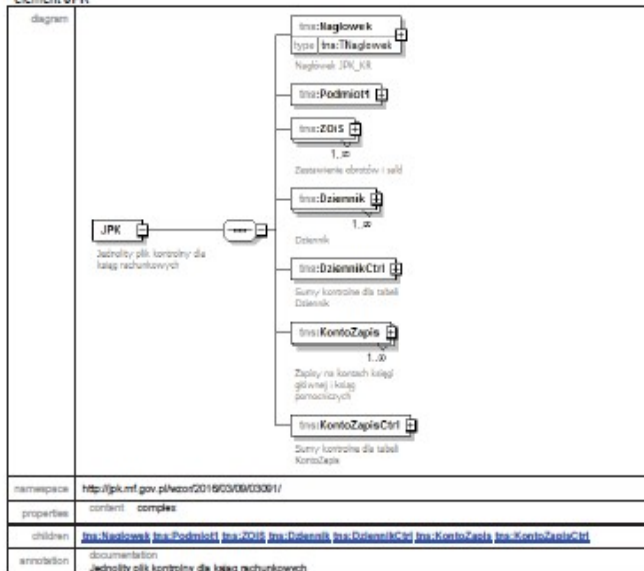 element JPK
diagram
tns:Naglowek
type tns:TNaglowek
Nagłówek JPK_KR
tns:Podmiot1
tns:ZOiS
1..∞
Zestawienie obrotów i sald
tns:Dziennik
1..∞
Dziennik
JPK
Jednolity plik kontrolny dla
ksiąg rachunkowych
tns:DziennikCtrl
Sumy kontrolne dla tabeli
Dziennik
tns:KontoZapis
1..∞
Zapisy na kontach księgi
głównej i ksiąg
pomocniczych
tns:KontoZapisCtrl
Sumy kontrolne dla tabeli
KontoZapis
namespace http://jpk.mf.gov.pl/wzor/2016/03/09/03091/
properties content complex
children tns:Naglowek tns:Podmiot1 tns:ZOiS tns:Dziennik tns:DziennikCtrl tns:KontoZapis tns:KontoZapisCtrl
annotation documentation
Jednolity plik kontrolny dla ksiąg rachunkowych